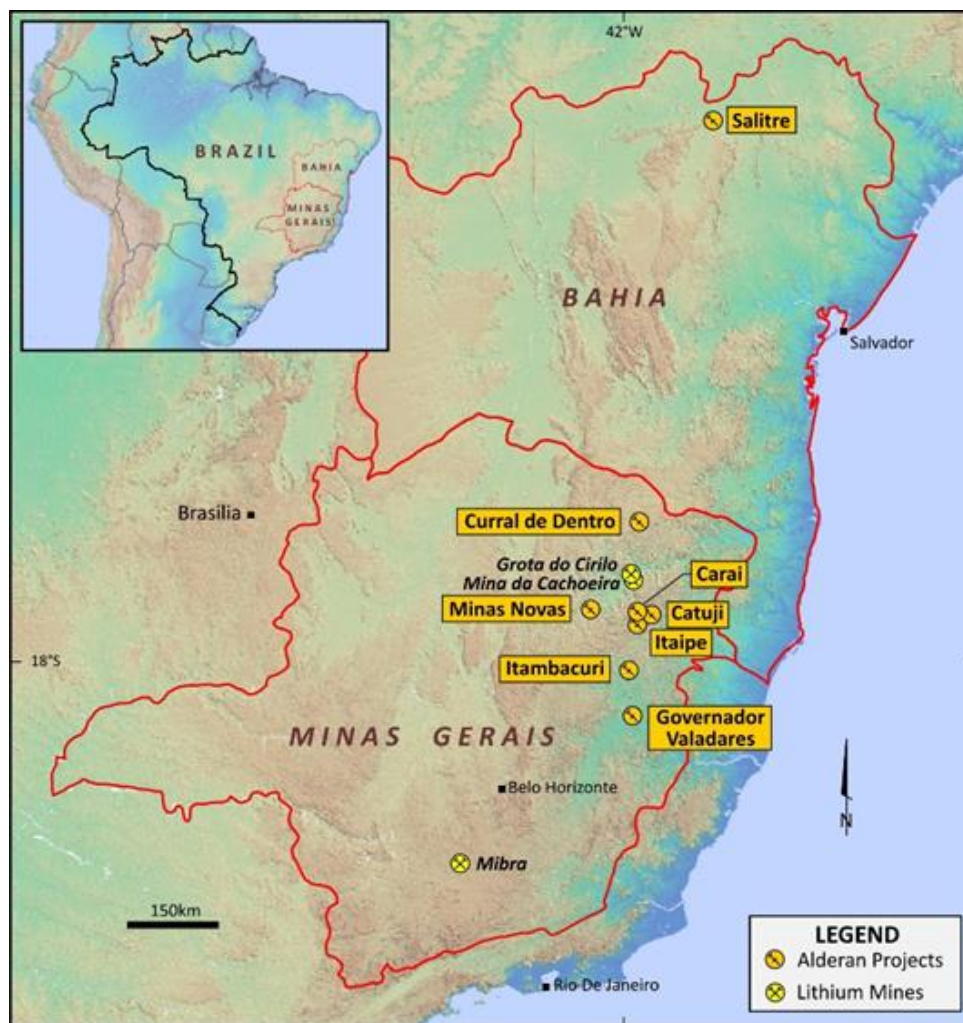 42°W
BRAZIL
BAHIA
MINAS
GERAIS
Salitre
BAHIA
Salvador
Brasilia
Curral de Dentro
Grota do Cirilo
Mina da Cachoeira
Carai
Minas Novas
Catuji
Itaipe
18°S
Itambacuri
Governador
Valadares
MINAS GERAIS
Belo Horizonte
N
Mibra
150km
LEGEND
Alderan Projects
Lithium Mines
Rio De Janeiro